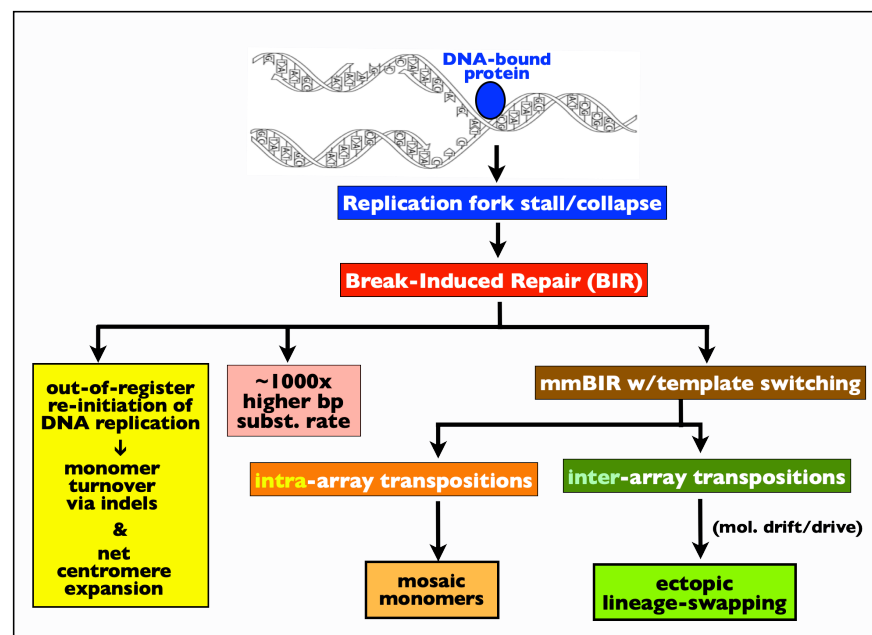 DNA-bound
protein
Replication fork stall/collapse
Break-Induced Repair (BIR)
out-of-register
re-initiation of
DNA replication
monomer
turnover
via indels
&
net
centromere
expansion
~1000x
higher bp
subst. rate
mmBIR w/template switching
intra-array transpositions
inter-array transpositions
(mol. drift/drive)
mosaic
monomers
ectopic
lineage-swapping